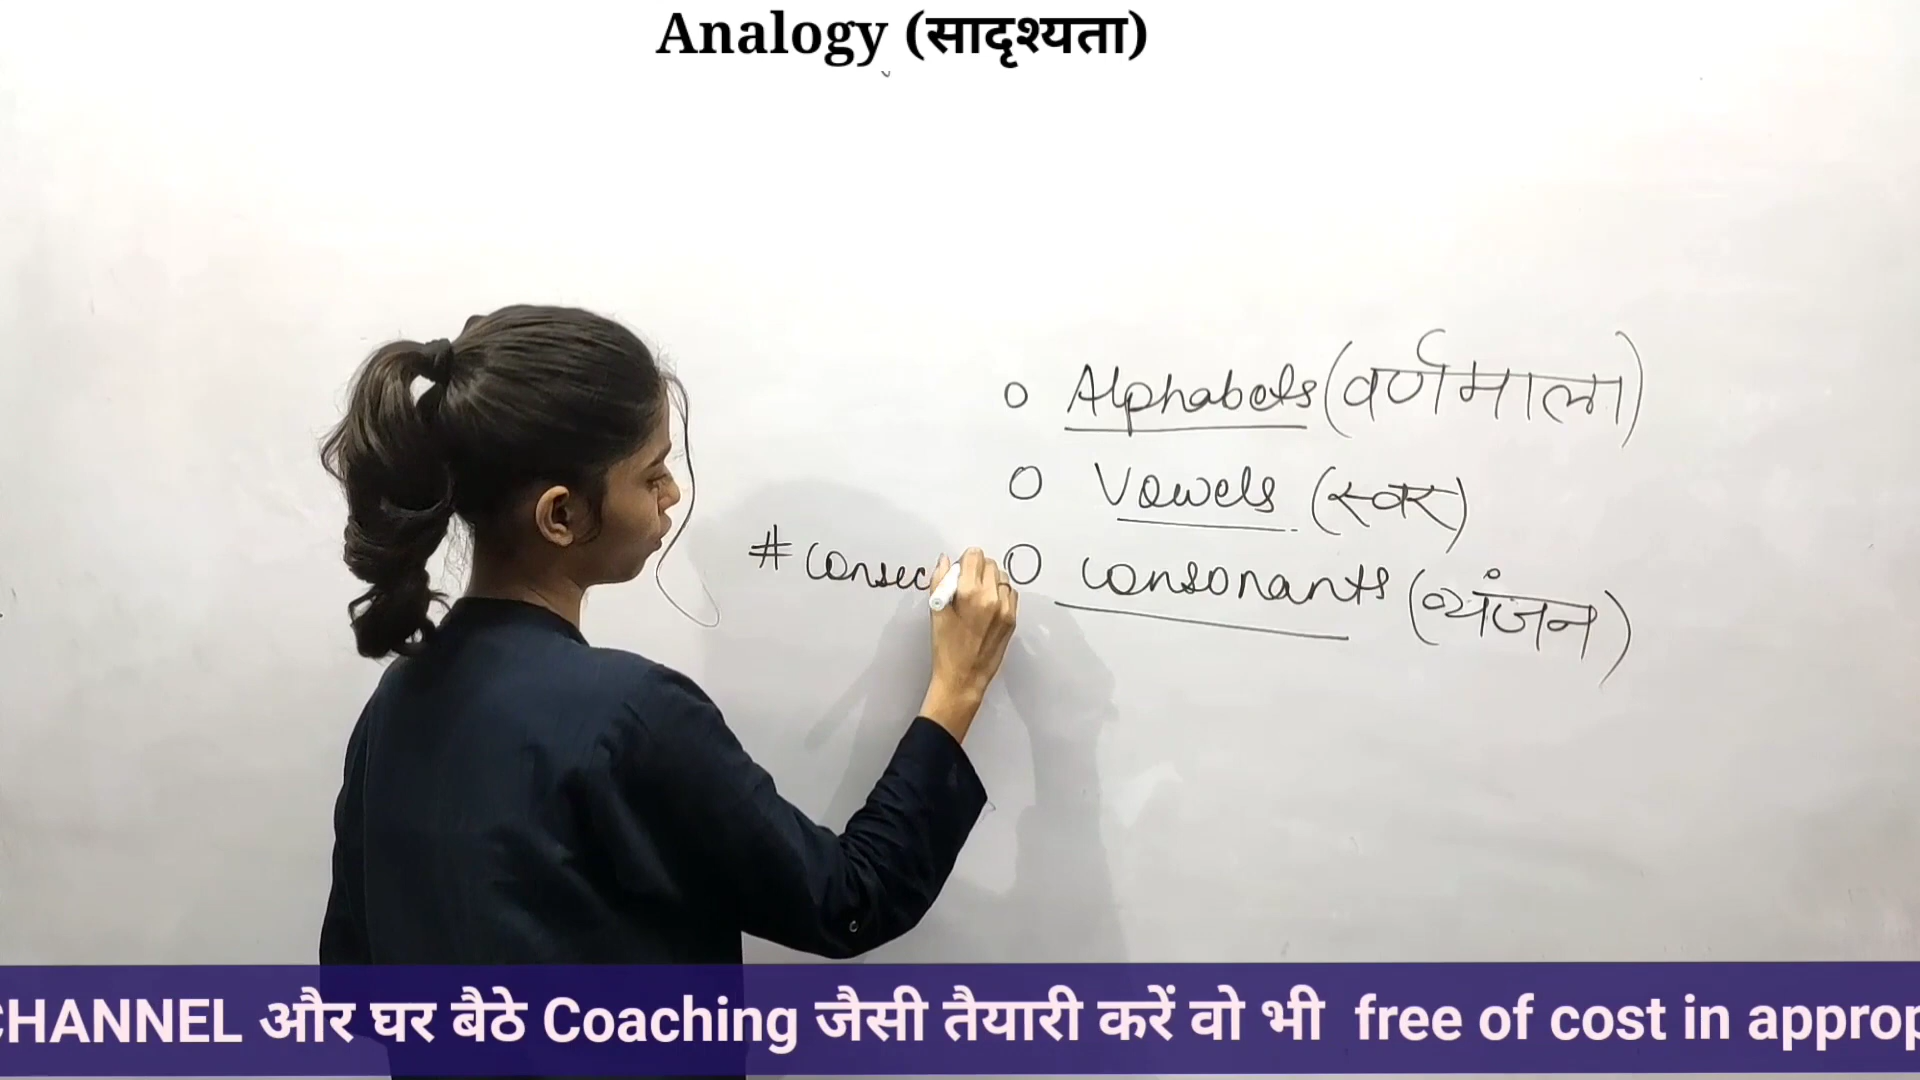 Analogy (सादृश्यता)
o Alphabets (वर्णमाला)
o Vowels (स्वर)
# consec
o consonants (व्यंजन)
CHANNEL और घर बैठे Coaching जैसी तैयारी करें वो भी free of cost in approp